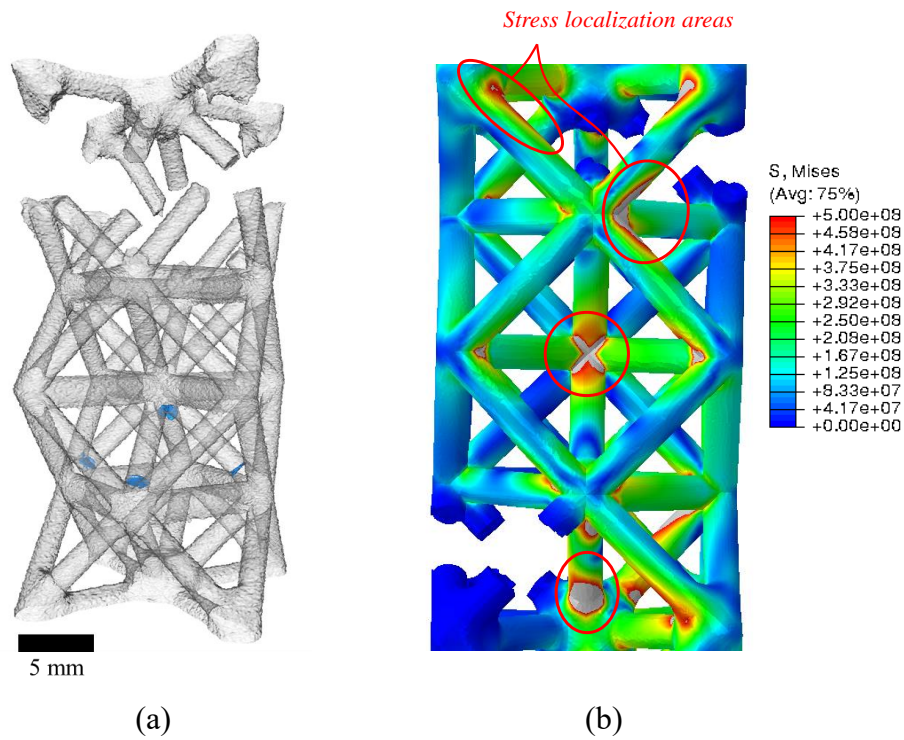 Stress localization areas
S, Mises
(Avg: 75%)
+5.00e+08
+4.58e+08
+4.17e+08
+3.75e+08
+3.33e+08
+2.92e+08
+2.50e+08
+2.08e+08
+1.67e+08
+1.25e+08
+8.33e+07
+4.17e+07
+0.00e+00
5 mm
(a)
(b)